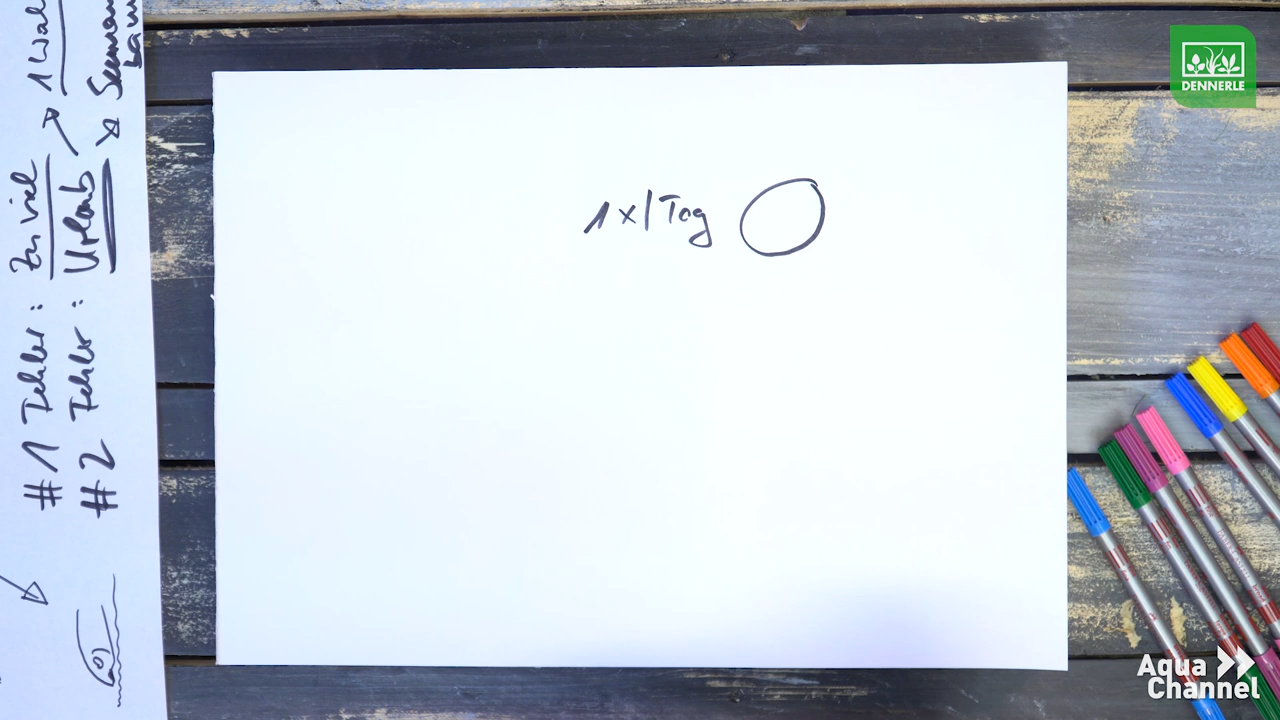 #1 Fehler: zu viel
#2 Fehler: Urlaub
1x/Tag
DENNERLE
Aqua
Channel